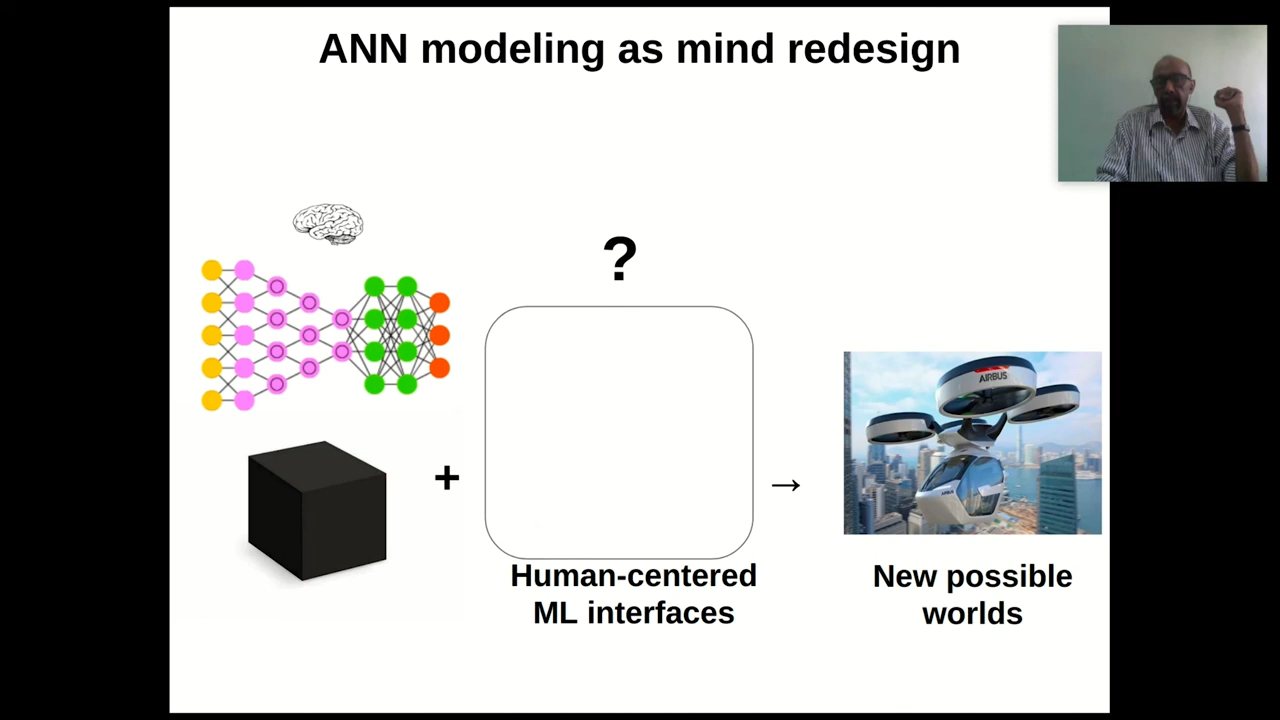 ANN modeling as mind redesign
?
+
→
AIRBUS
Human-centered
ML interfaces
New possible
worlds